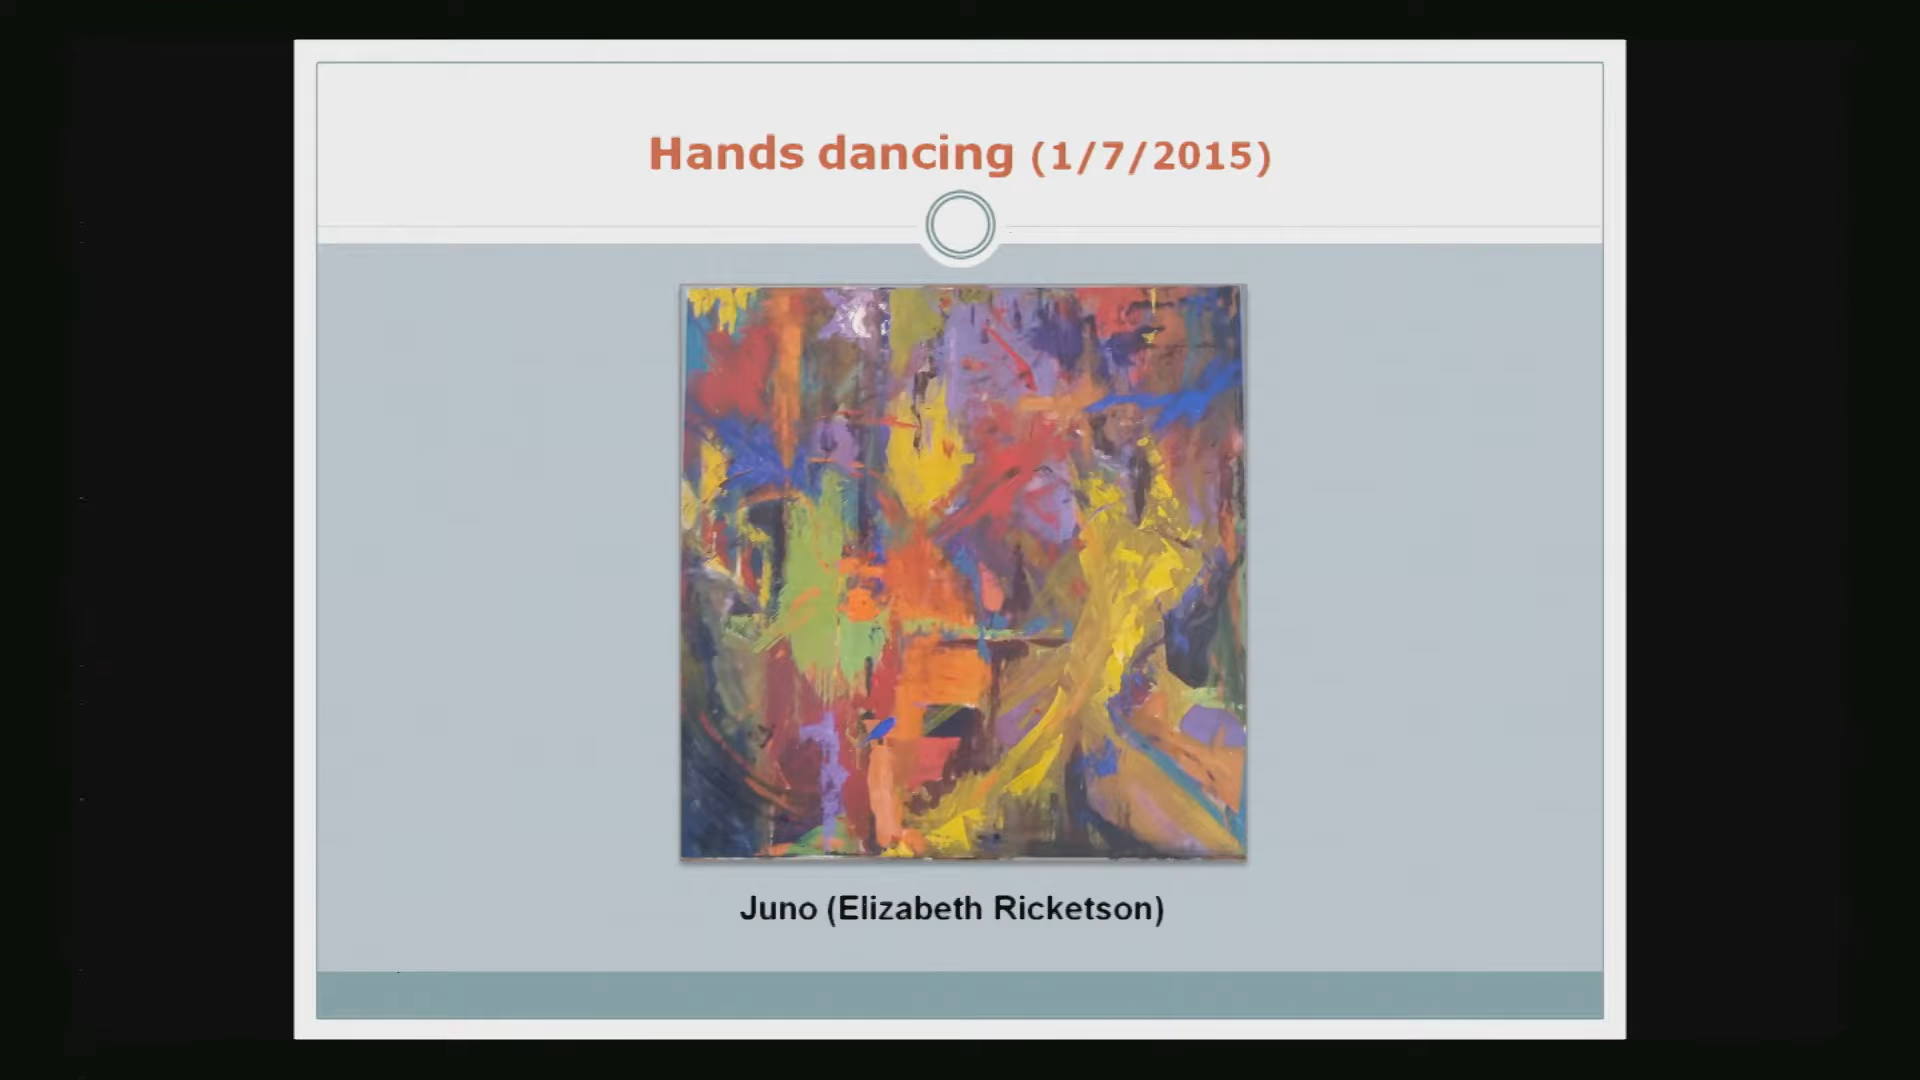 Hands dancing (1/7/2015)
Juno (Elizabeth Ricketson)